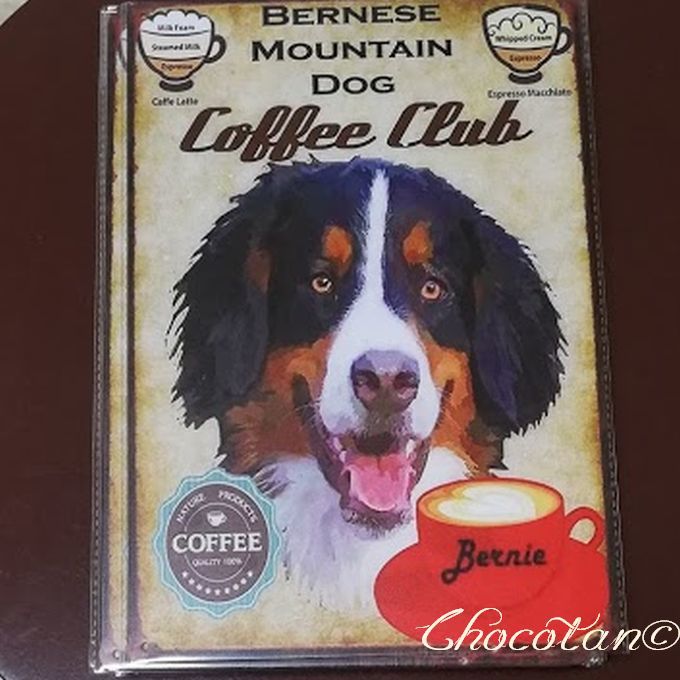 BERNESE
MOUNTAIN
DOG
Coffee Club
Milk Foam
Steamed Milk
Espresso
Caffe Latte
Whipped Cream
Espresso
Espresso Macchiato
NATURE PRODUCTS
COFFEE
QUALITY 100%
Bernie
Chocotan©